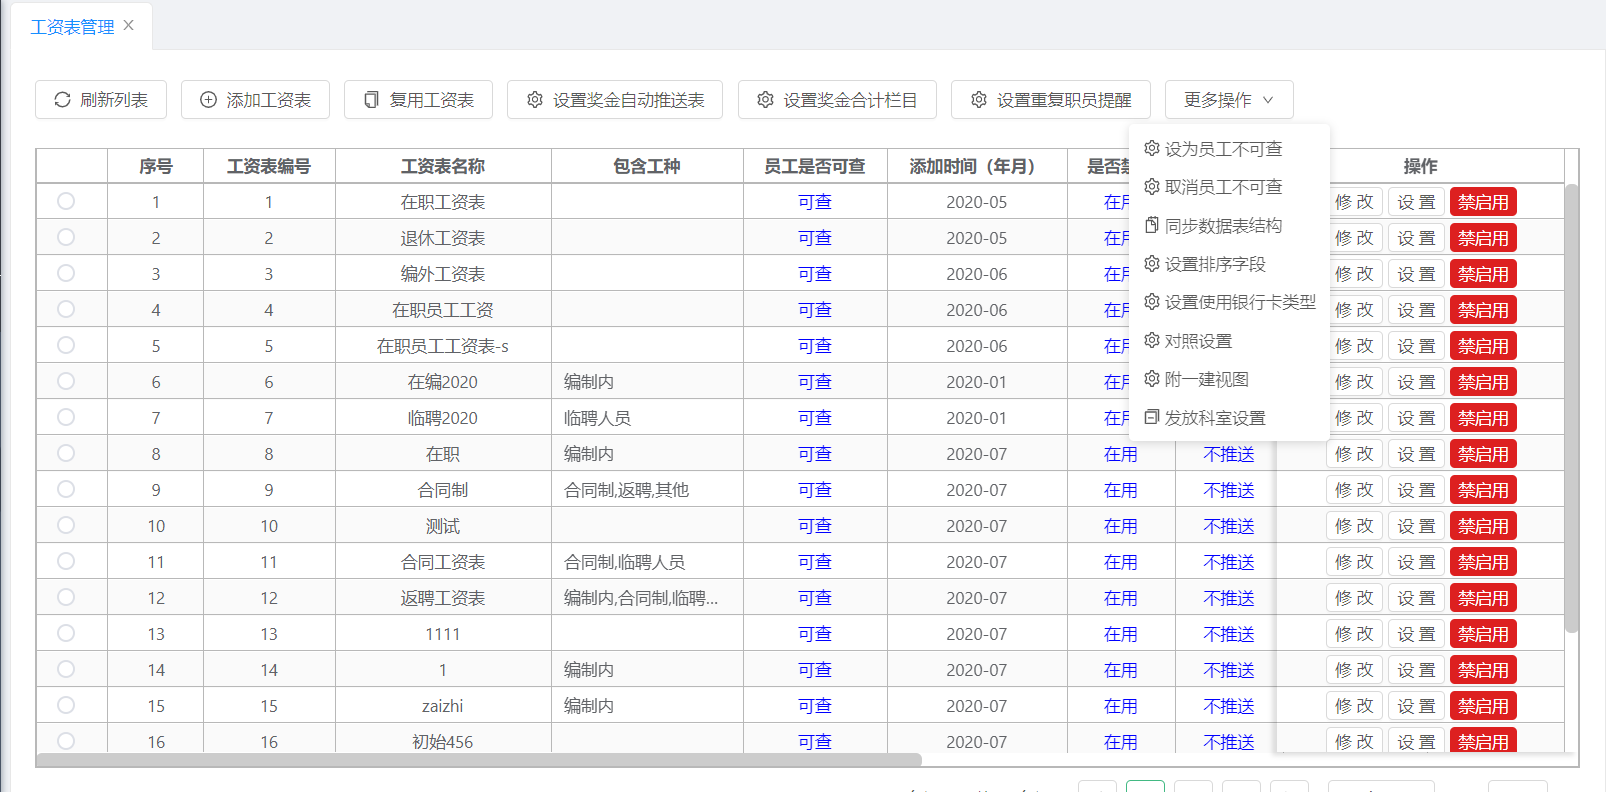 工资表管理
刷新列表 添加工资表 复用工资表 设置奖金自动推送表 设置奖金合计栏目 设置重复职员提醒 更多操作
设为员工不可查
取消员工不可查
同步数据表结构
设置排序字段
设置使用银行卡类型
对照设置
附一建视图
发放科室设置
序号 工资表编号 工资表名称 包含工种 员工是否可查 添加时间（年月） 是否 操作
1 1 在职工资表 可查 2020-05 在 修改 设置 禁启用
2 2 退休工资表 可查 2020-05 在 修改 设置 禁启用
3 3 编外工资表 可查 2020-06 在 修改 设置 禁启用
4 4 在职员工工资 可查 2020-06 在 修改 设置 禁启用
5 5 在职员工工资表-s 可查 2020-06 在 修改 设置 禁启用
6 6 在编2020 编制内 可查 2020-01 在 修改 设置 禁启用
7 7 临聘2020 临聘人员 可查 2020-01 在 修改 设置 禁启用
8 8 在职 编制内 可查 2020-07 在用 不推送 修改 设置 禁启用
9 9 合同制 合同制,返聘,其他 可查 2020-07 在用 不推送 修改 设置 禁启用
10 10 测试 可查 2020-07 在用 不推送 修改 设置 禁启用
11 11 合同工资表 合同制,临聘人员 可查 2020-07 在用 不推送 修改 设置 禁启用
12 12 返聘工资表 编制内,合同制,临聘... 可查 2020-07 在用 不推送 修改 设置 禁启用
13 13 1111 可查 2020-07 在用 不推送 修改 设置 禁启用
14 14 1 编制内 可查 2020-07 在用 不推送 修改 设置 禁启用
15 15 zaizhi 编制内 可查 2020-07 在用 不推送 修改 设置 禁启用
16 16 初始456 可查 2020-07 在用 不推送 修改 设置 禁启用